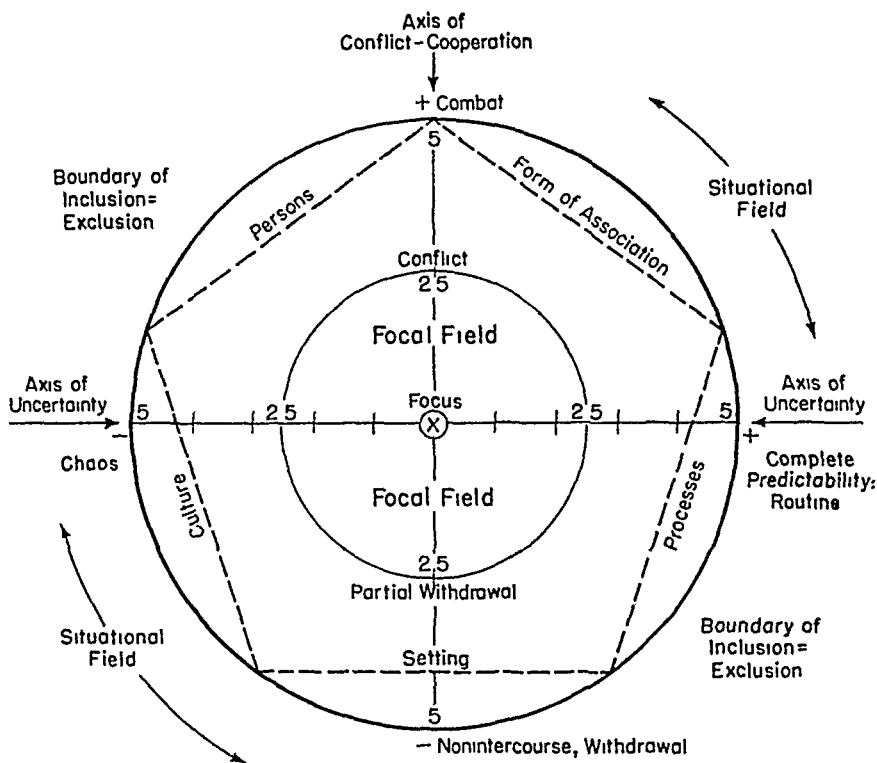 Axis of
Conflict-Cooperation
+ Combat
5
Boundary of
Inclusion=
Exclusion
Persons
Form of Association
Situational
Field
Conflict
2 5
Focal Field
Axis of
Uncertainty
5
2 5
Focus
X
2 5
5
Axis of
Uncertainty
-
Chaos
+
Complete
Predictability:
Routine
Focal Field
Culture
Processes
2 5
Partial Withdrawal
Situational
Field
Setting
Boundary of
Inclusion=
Exclusion
5
- Nonintercourse, Withdrawal